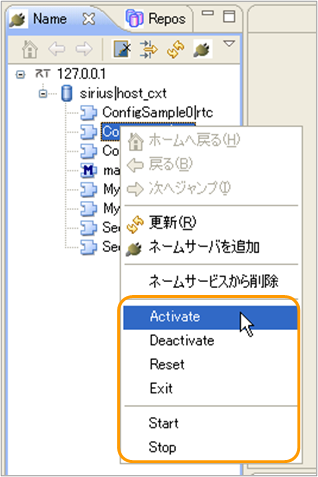 Name
Repos
RT 127.0.0.1
sirius|host_cxt
ConfigSample0|rtc
Co
Co
ma
My
My
Sec
Sec
ホームへ戻る(H)
戻る(B)
次へジャンプ(I)
更新(R)
ネームサーバを追加
ネームサービスから削除
Activate
Deactivate
Reset
Exit
Start
Stop